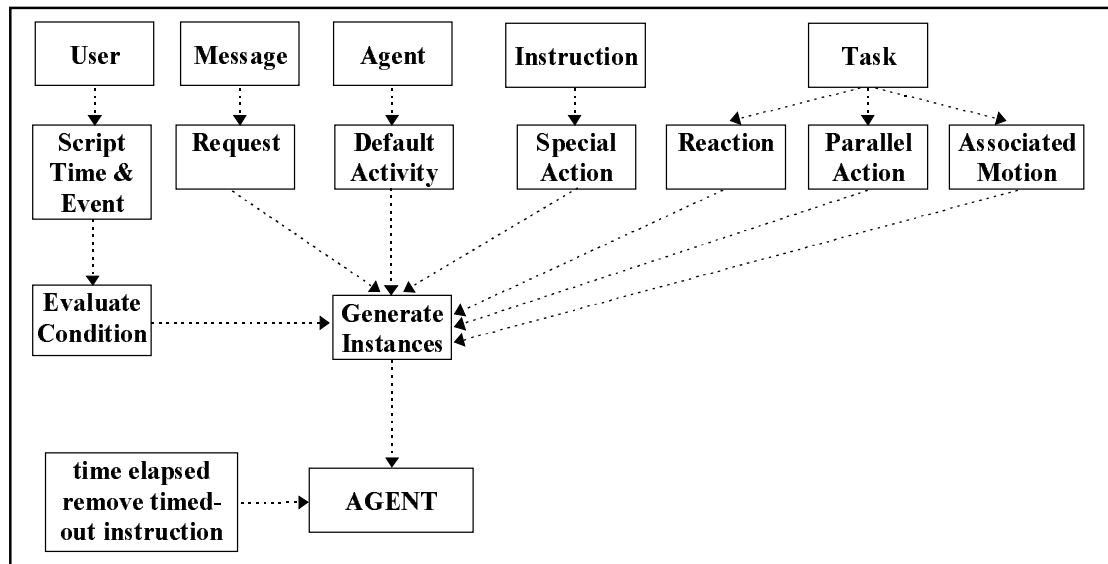 User
Message
Agent
Instruction
Task
Script
Time &
Event
Request
Default
Activity
Special
Action
Reaction
Parallel
Action
Associated
Motion
Evaluate
Condition
Generate
Instances
time elapsed
remove timed-
out instruction
AGENT